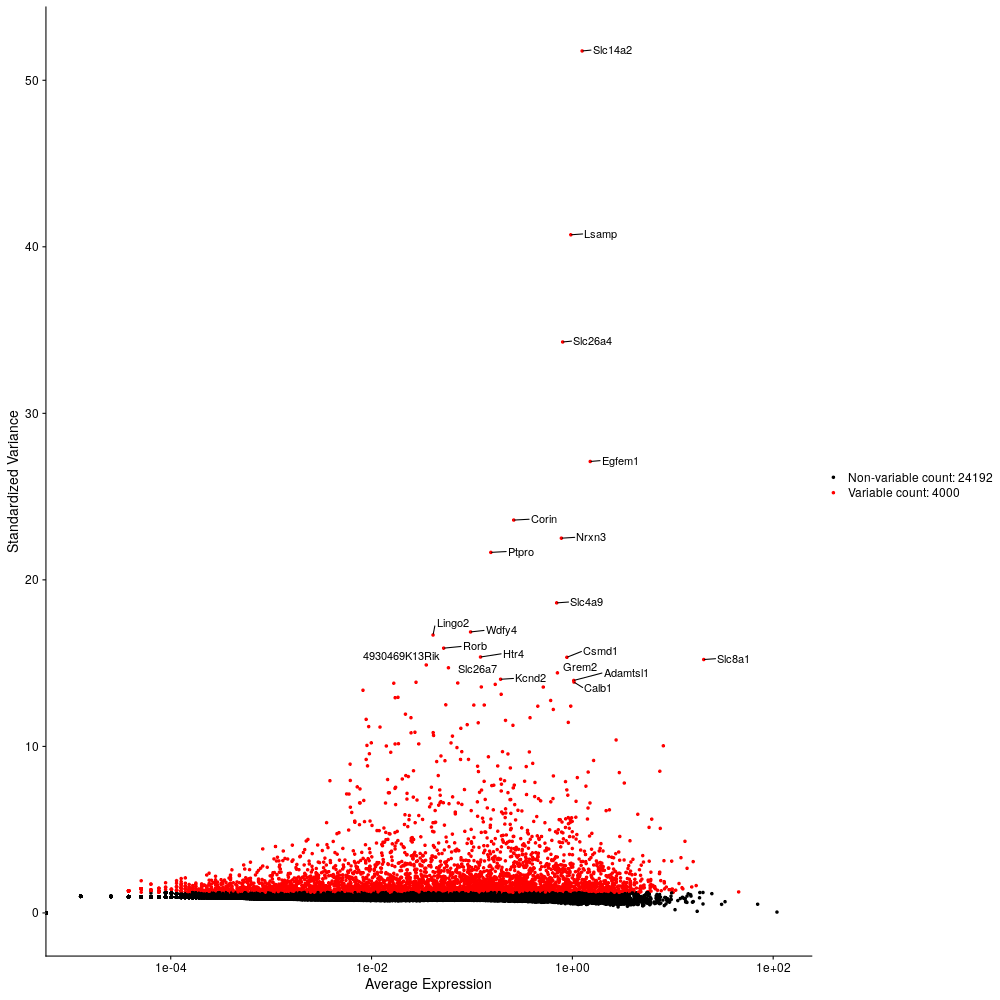 Slc14a2
50
Lsamp
40
Slc26a4
30
Egfem1
Non-variable count: 24192
Variable count: 4000
Standardized Variance
Corin
Nrxn3
Ptpro
20
Slc4a9
Lingo2
Wdfy4
Rorb
4930469K13Rik
Htr4
Csmd1
Slc8a1
Slc26a7
Grem2
Kcnd2
Adamtsl1
Calb1
10
0
1e-04
1e-02
1e+00
1e+02
Average Expression